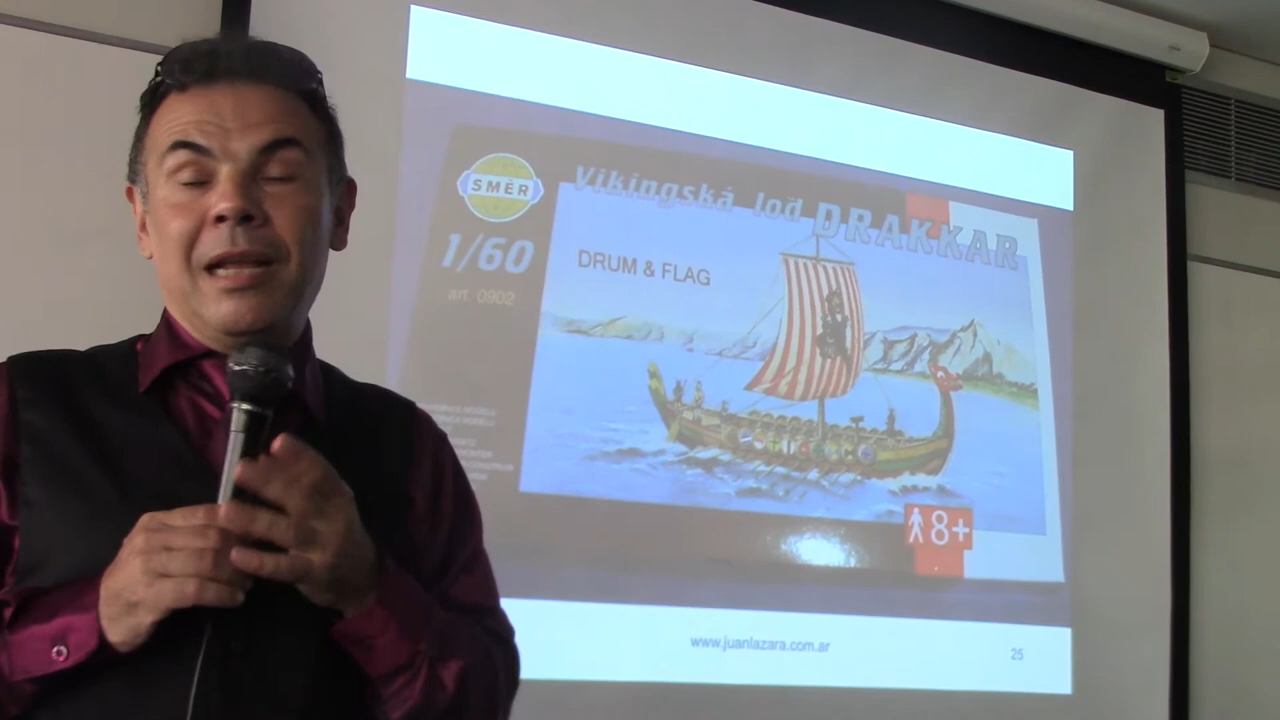 SMĚR
Vikingská loď DRAKKAR
1/60
DRUM & FLAG
art. 0902
8+
www.juanlazara.com.ar
25